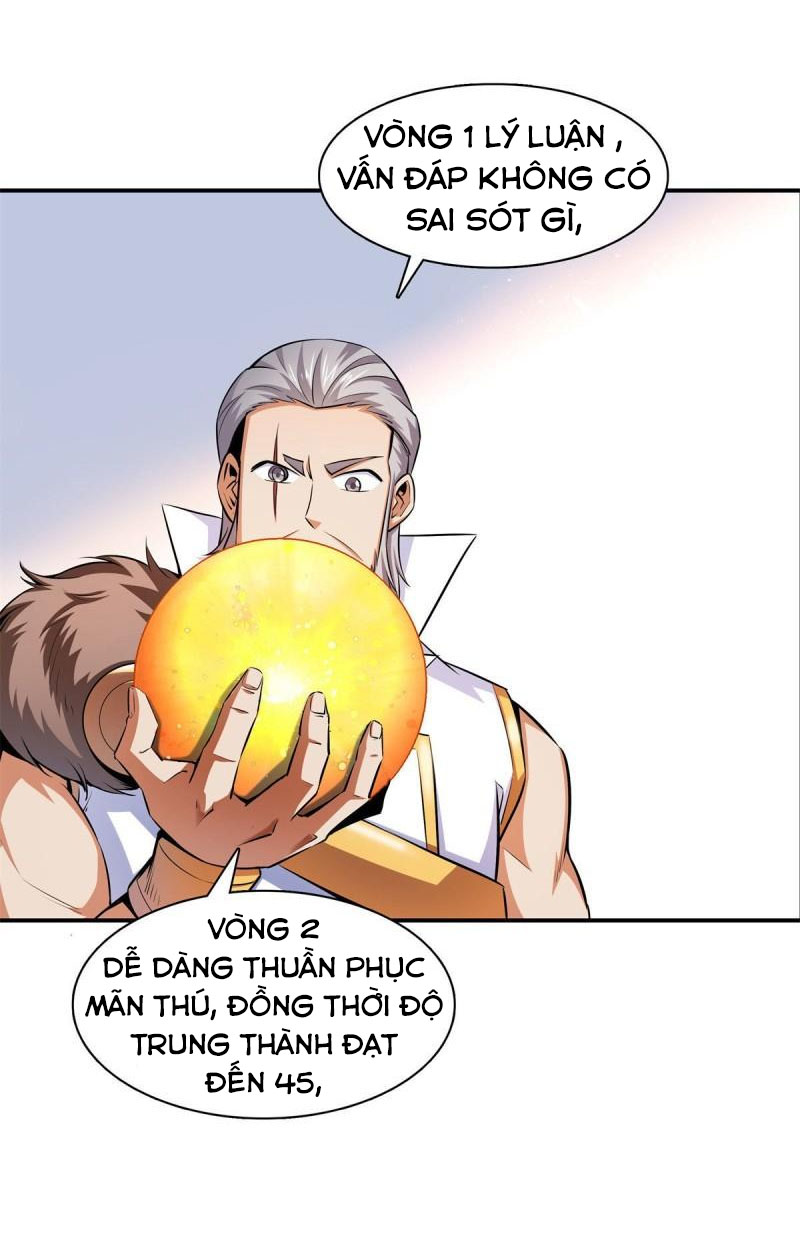 VÒNG 1 LÝ LUẬN ,
VẤN ĐÁP KHÔNG CÓ
SAI SÓT GÌ,
VÒNG 2
DỄ DÀNG THUẦN PHỤC
MÃN THÚ, ĐỒNG THỜI ĐỘ
TRUNG THÀNH ĐẠT
ĐẾN 45,